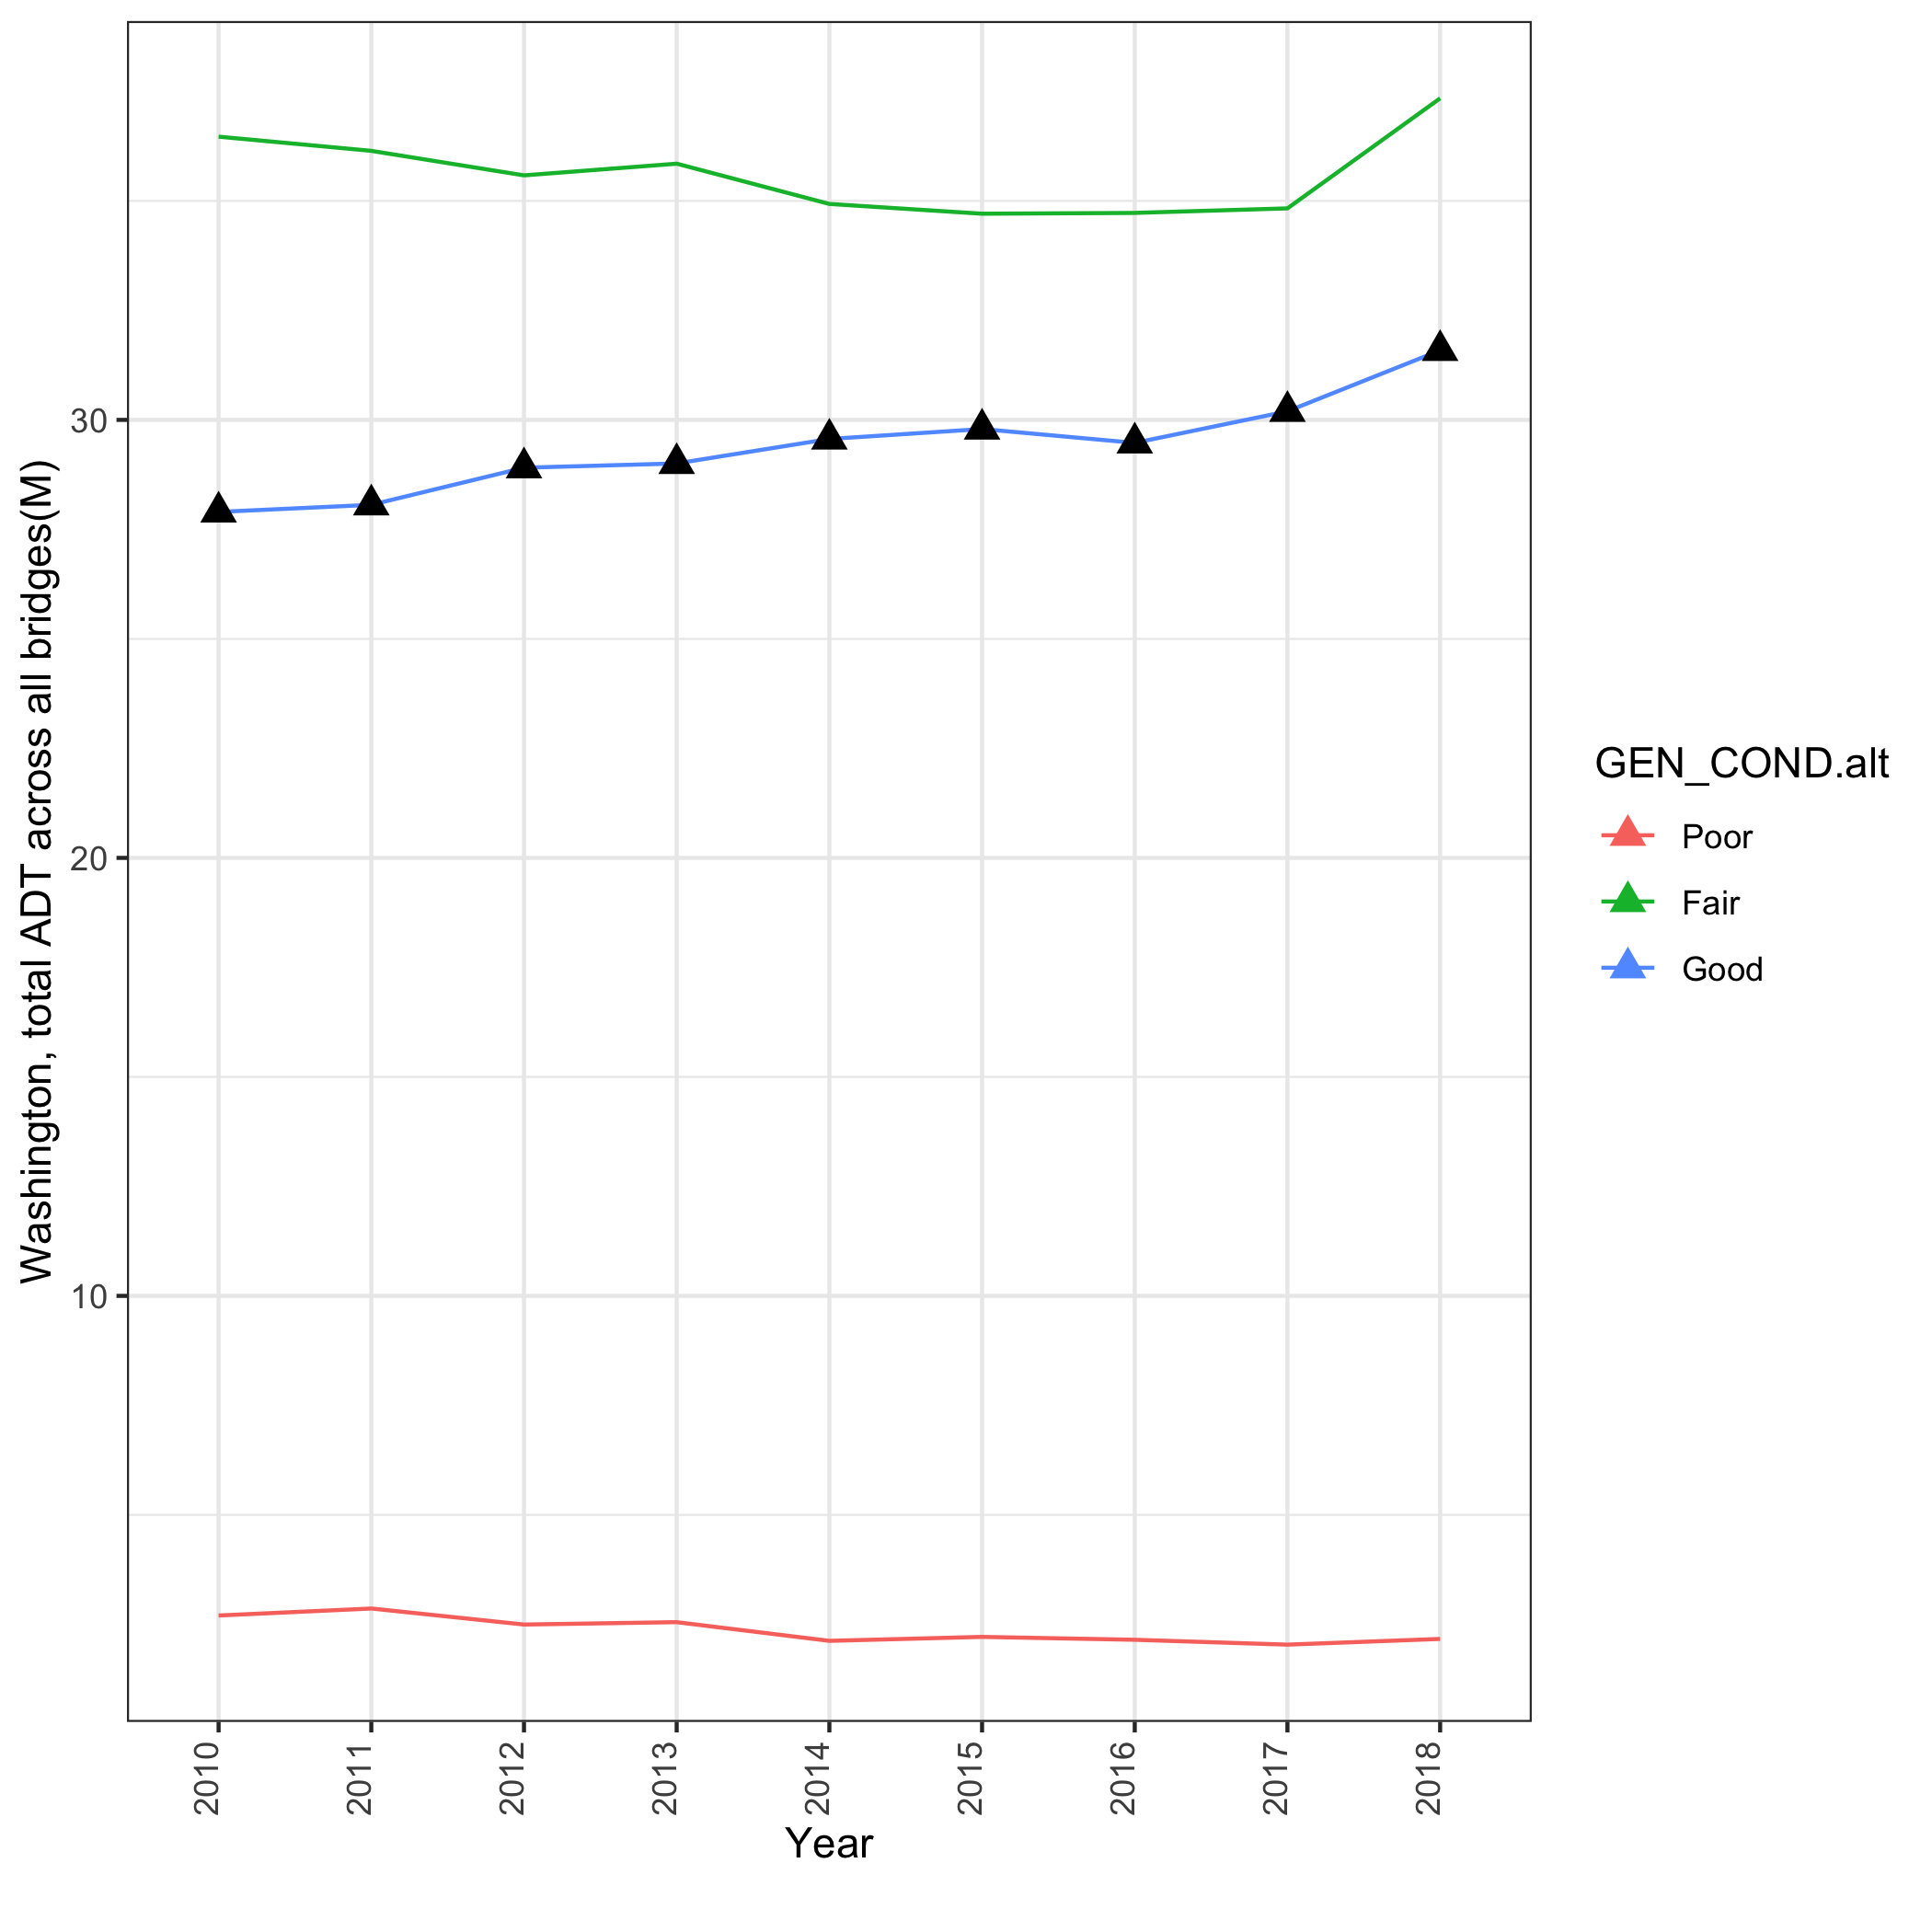 Washington, total ADT across all bridges(M)
30
20
10
2010
2011
2012
2013
2014
2015
2016
2017
2018
Year
GEN_COND.alt
Poor
Fair
Good